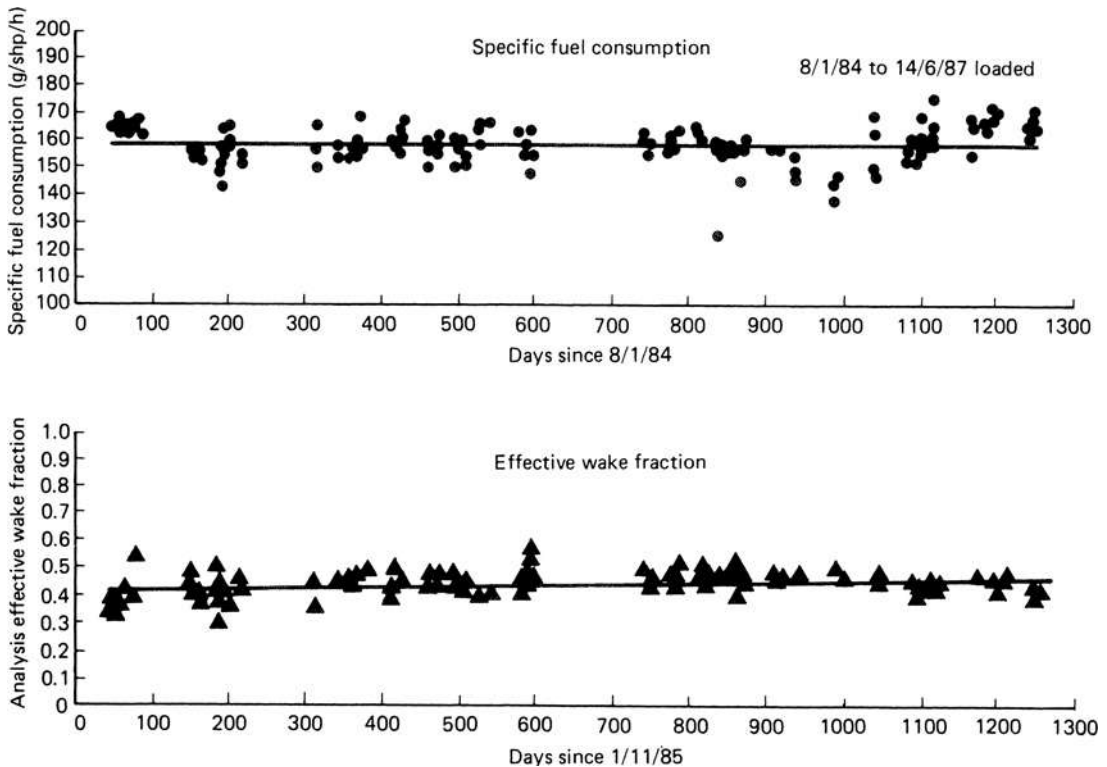 Specific fuel consumption (g/shp/h)
Specific fuel consumption
8/1/84 to 14/6/87 loaded
200
190
180
170
160
150
140
130
120
110
100
0 100 200 300 400 500 600 700 800 900 1000 1100 1200 1300
Days since 8/1/84
Analysis effective wake fraction
Effective wake fraction
1.0
0.9
0.8
0.7
0.6
0.5
0.4
0.3
0.2
0.1
0
0 100 200 300 400 500 600 700 800 900 1000 1100 1200 1300
Days since 1/11/85